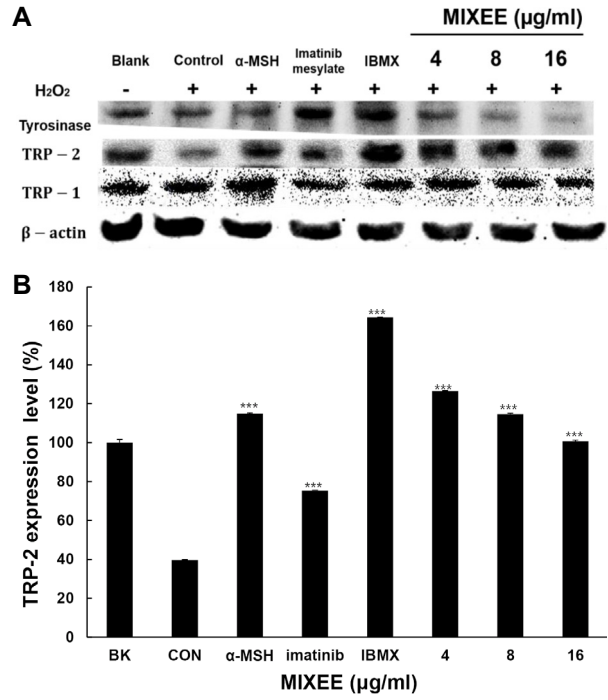 A
MIXEE (µg/ml)
Blank Control α-MSH Imatinib mesylate IBMX 4 8 16
H₂O₂ - + + + + + + +
Tyrosinase
TRP – 2
TRP – 1
β – actin
B
TRP-2 expression level (%)
180
160
140
120
100
80
60
40
20
0
***
***
***
***
***
***
BK CON α-MSH imatinib IBMX 4 8 16
MIXEE (µg/ml)